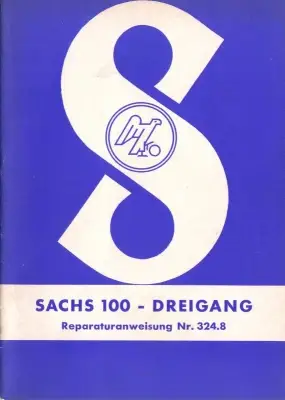 S
SACHS 100 - DREIGANG
Reparaturanweisung Nr. 324.8